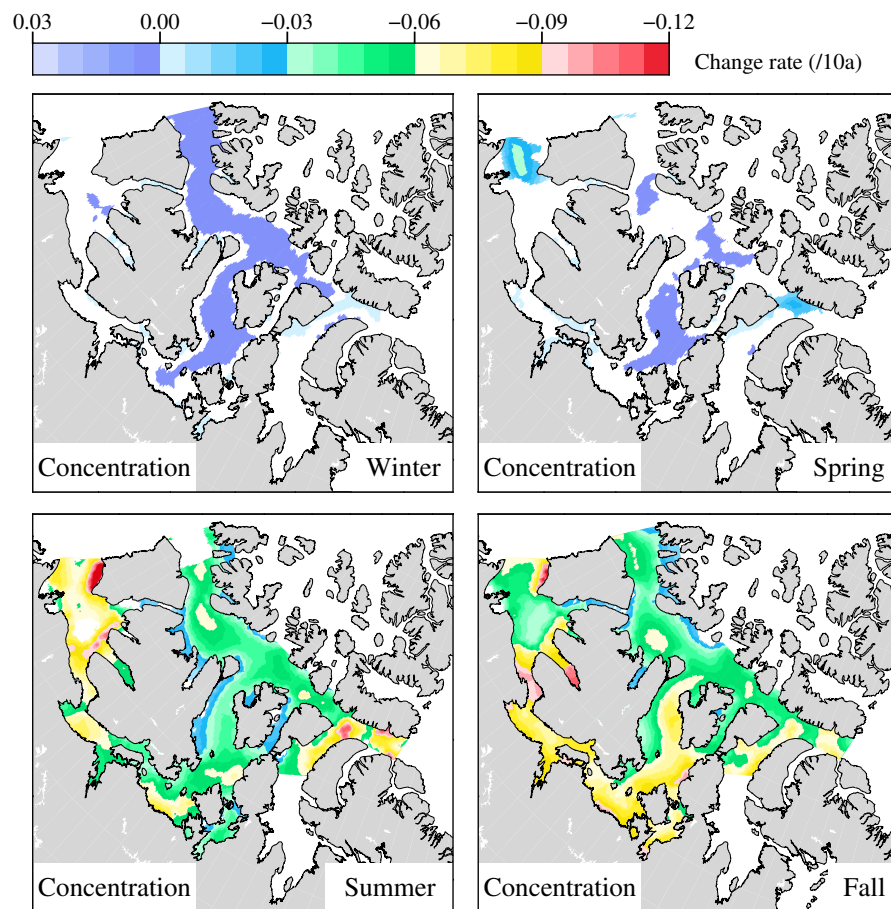 0.03 0.00 −0.03 −0.06 −0.09 −0.12
Change rate (/10a)
Concentration Winter
Concentration Spring
Concentration Summer
Concentration Fall